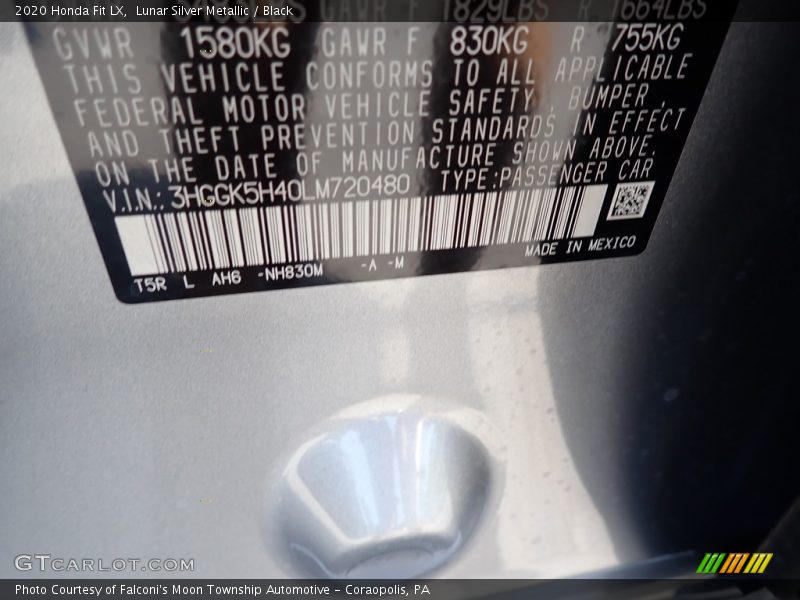 2020 Honda Fit LX,  Lunar Silver Metallic / Black
GAWR F 1829LBS R 1664LBS
GVWR 1580KG GAWR F 830KG R 755KG
THIS VEHICLE CONFORMS TO ALL APPLICABLE
FEDERAL MOTOR VEHICLE SAFETY, BUMPER,
AND THEFT PREVENTION STANDARDS IN EFFECT
ON THE DATE OF MANUFACTURE SHOWN ABOVE.
V.I.N.: 3HGGK5H40LM720480 TYPE:PASSENGER CAR
MADE IN MEXICO
T5R L AH6 -NH830M -A -M
GTCARLOT.COM
Photo Courtesy of Falconi's Moon Township Automotive – Coraopolis, PA